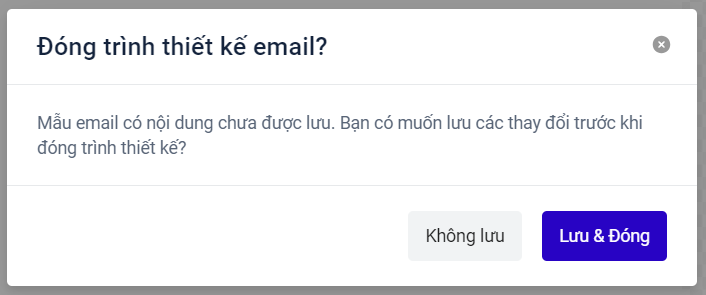 Đóng trình thiết kế email?
Mẫu email có nội dung chưa được lưu. Bạn có muốn lưu các thay đổi trước khi
đóng trình thiết kế?
Không lưu
Lưu & Đóng